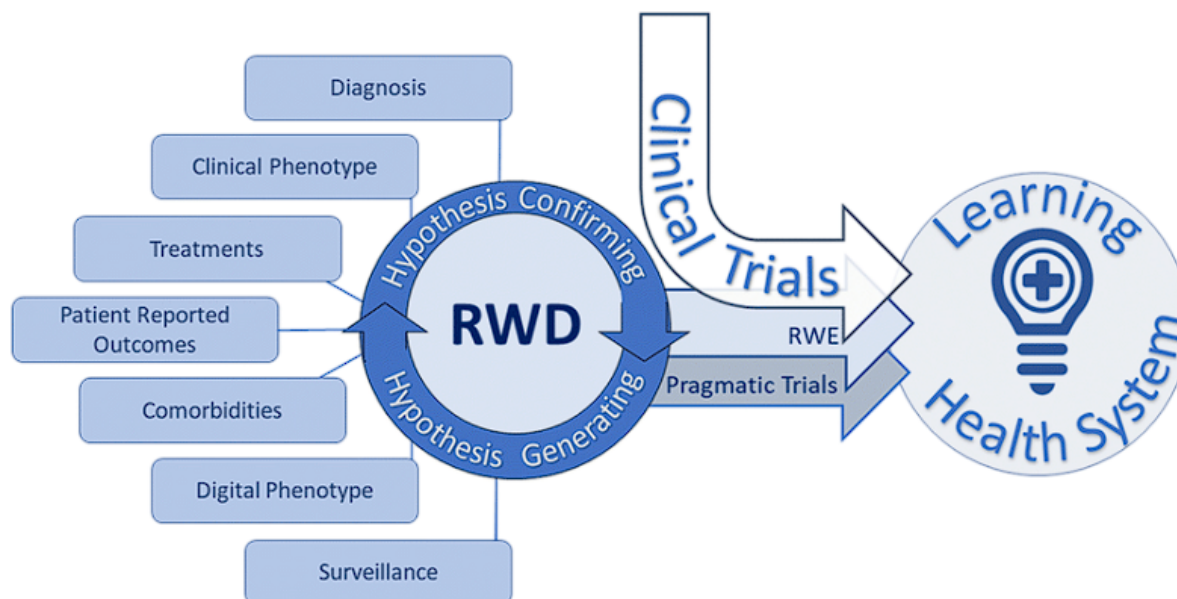 Diagnosis
Clinical Phenotype
Treatments
Patient Reported
Outcomes
Comorbidities
Digital Phenotype
Surveillance
Hypothesis Confirming
RWD
Hypothesis Generating
Clinical Trials
RWE
Pragmatic Trials
Learning
Health System